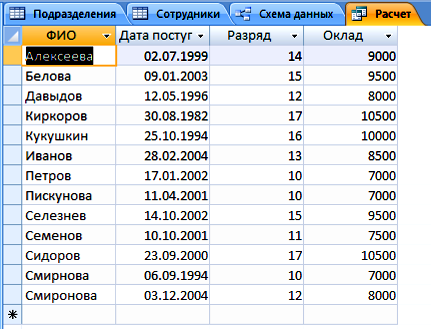 Подразделения Сотрудники Схема данных Расчет
ФИО Дата постуг Разряд Оклад
Алексеева 02.07.1999 14 9000
Белова 09.01.2003 15 9500
Давыдов 12.05.1996 12 8000
Киркоров 30.08.1982 17 10500
Кукушкин 25.10.1994 16 10000
Иванов 28.02.2004 13 8500
Петров 17.01.2002 10 7000
Пискунова 11.04.2001 10 7000
Селезнев 14.10.2002 15 9500
Семенов 10.10.2001 11 7500
Сидоров 23.09.2000 17 10500
Смирнова 06.09.1994 10 7000
Смиронова 03.12.2004 12 8000